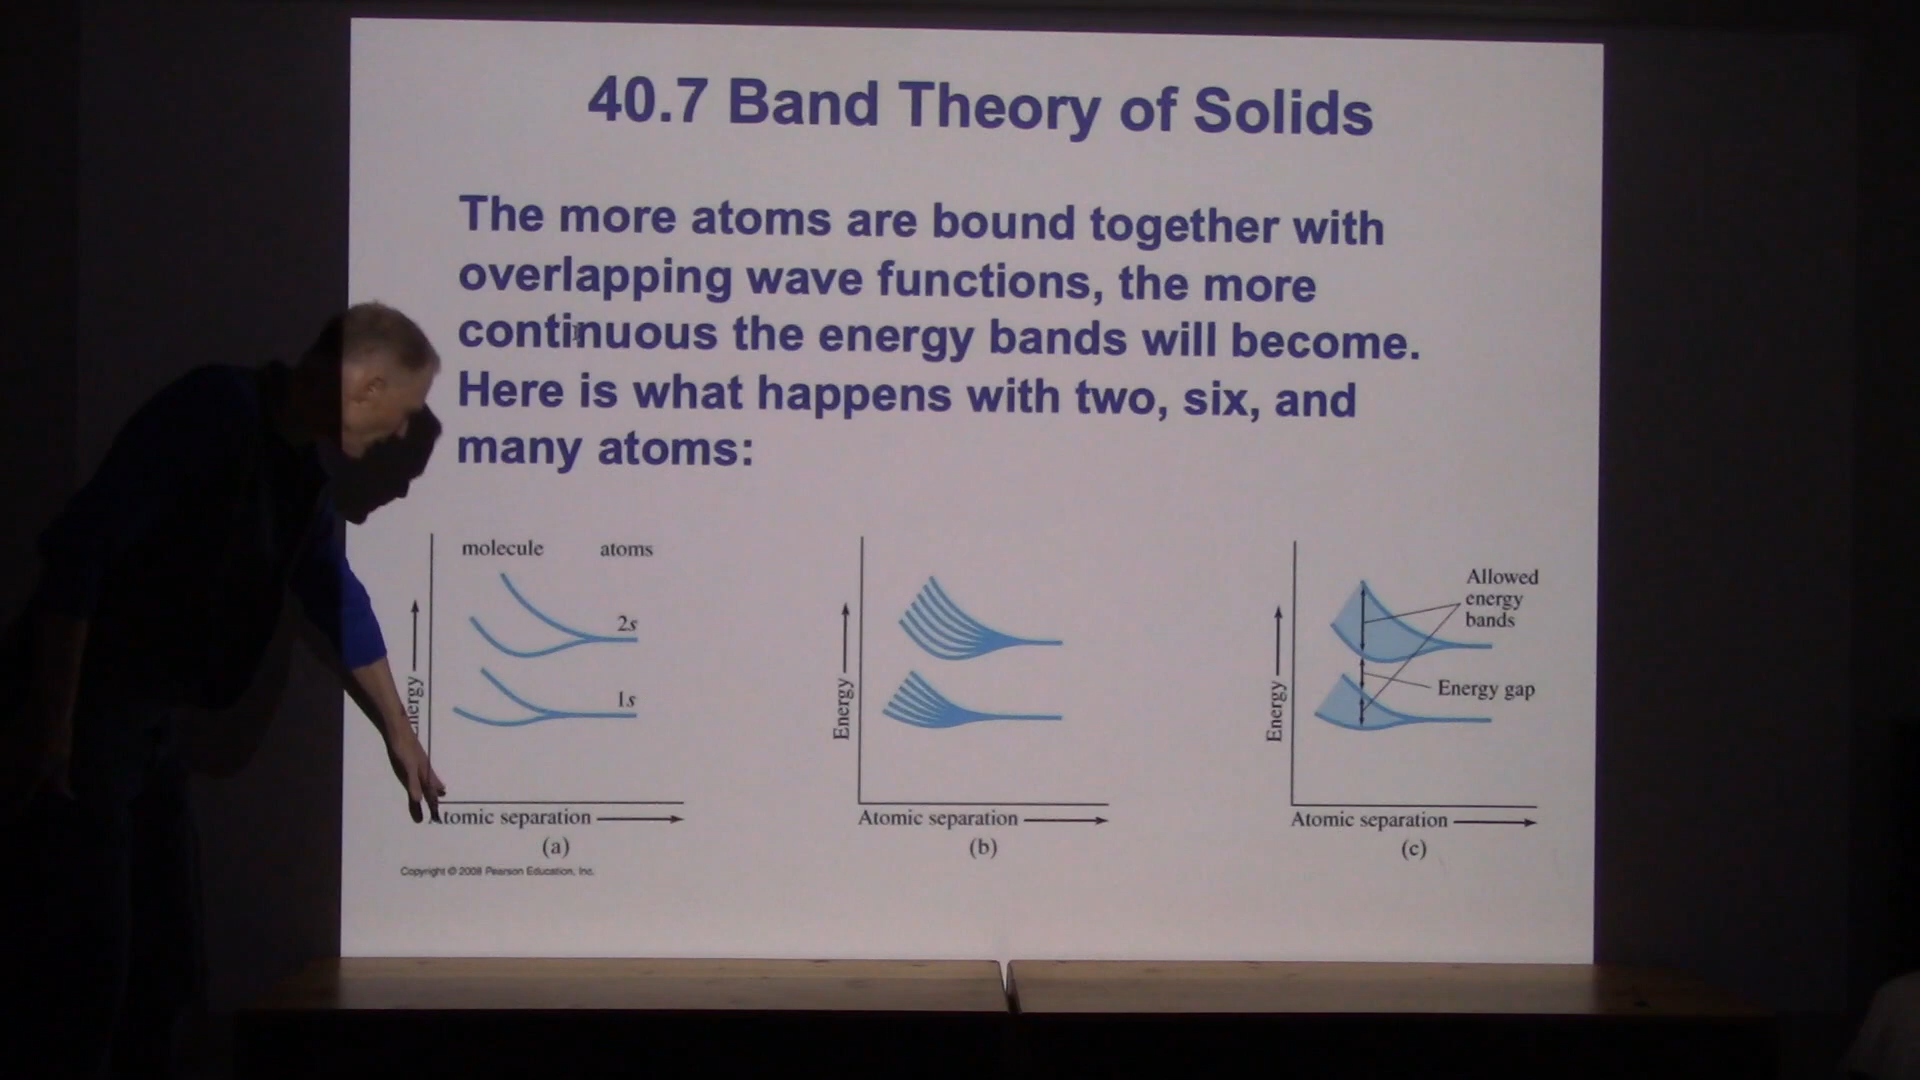 40.7 Band Theory of Solids
The more atoms are bound together with
overlapping wave functions, the more
continuous the energy bands will become.
Here is what happens with two, six, and
many atoms:
molecule atoms
2s
1s
Energy
Atomic separation
(a)
Copyright © 2008 Pearson Education, Inc.
Energy
Atomic separation
(b)
Allowed
energy
bands
Energy gap
Energy
Atomic separation
(c)